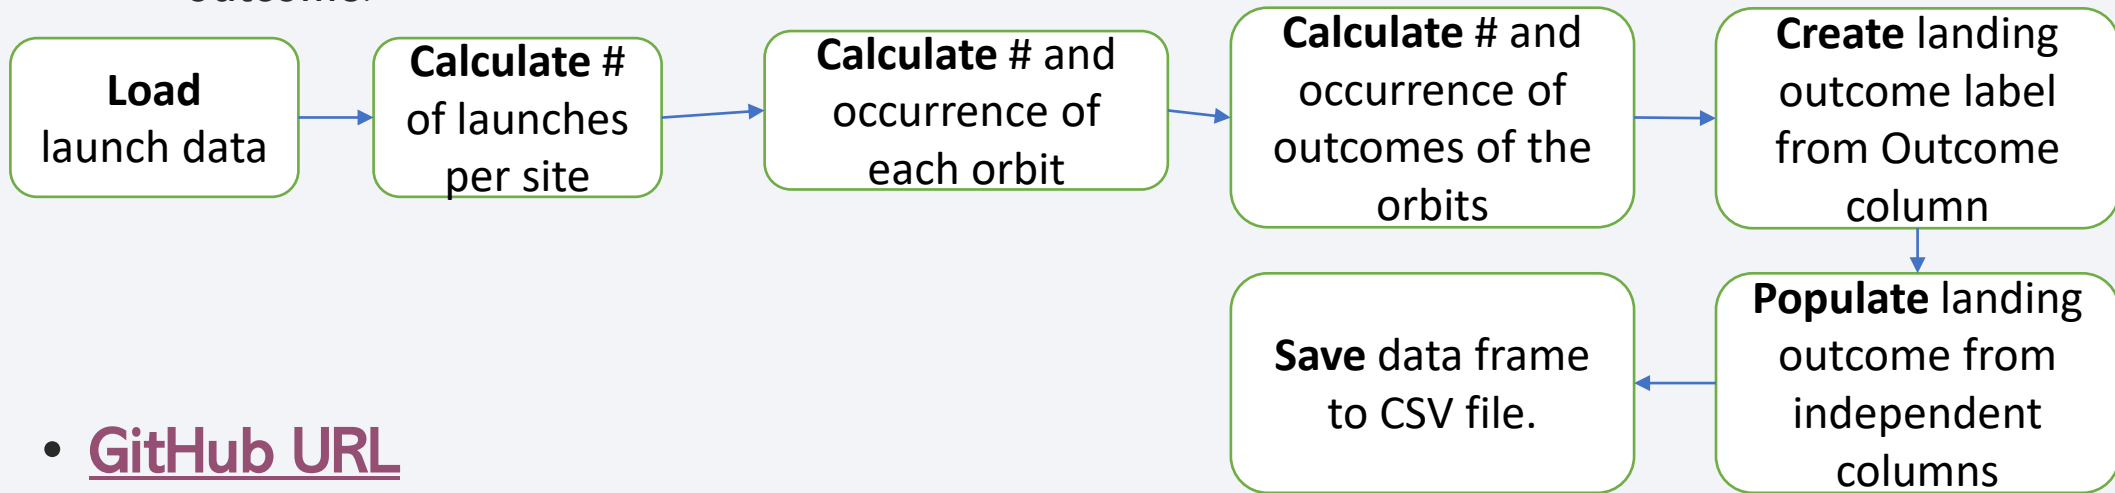 outcome.
Load
launch data
Calculate #
of launches
per site
Calculate # and
occurrence of
each orbit
Calculate # and
occurrence of
outcomes of the
orbits
Create landing
outcome label
from Outcome
column
Populate landing
outcome from
independent
columns
Save data frame
to CSV file.
• GitHub URL